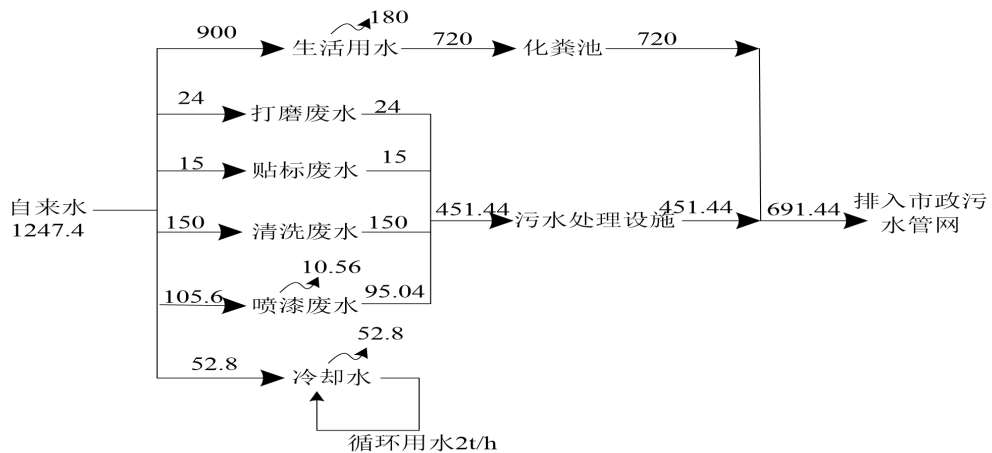 180
900
生活用水
720
化粪池
720
24
打磨废水
24
15
贴标废水
15
自来水
1247.4
150
清洗废水
150
451.44
污水处理设施
451.44
691.44
排入市政污
水管网
10.56
105.6
喷漆废水
95.04
52.8
52.8
冷却水
循环用水2t/h